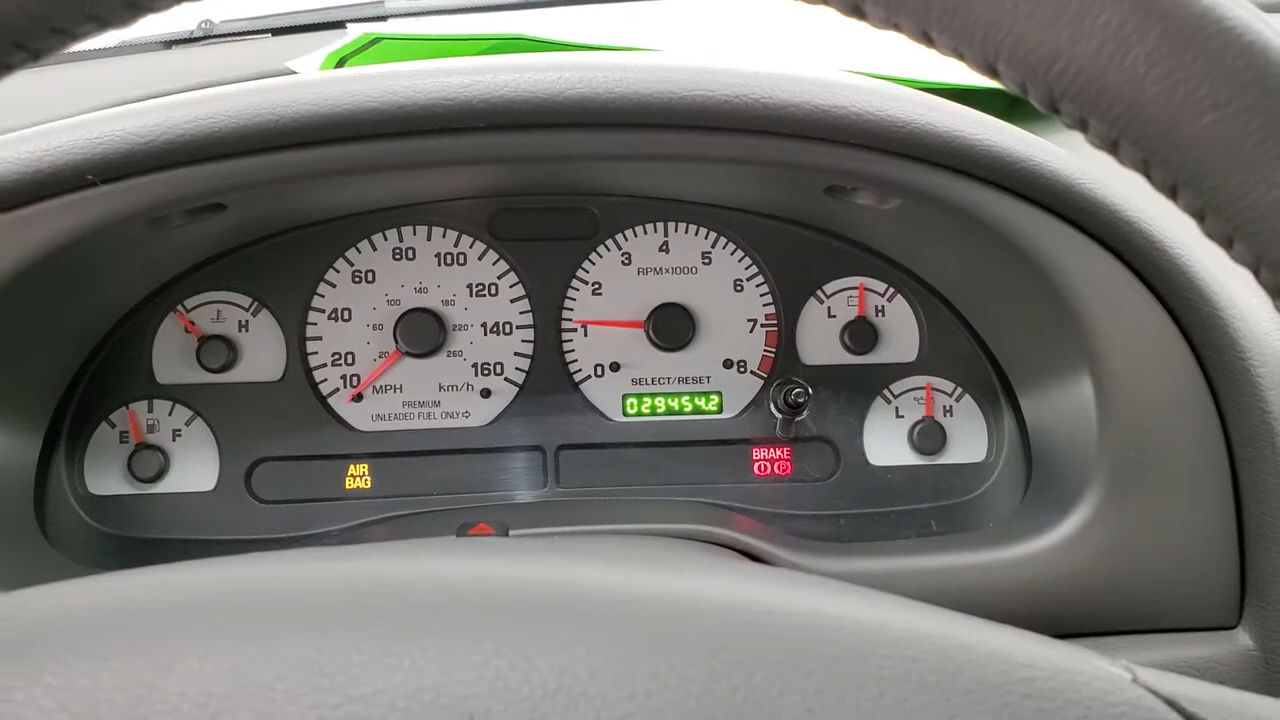 80
60
100
40
120
20
140
10
160
140
100
180
60
220
20
260
MPH
km/h
PREMIUM
UNLEADED FUEL ONLY
4
3
5
RPM×1000
2
6
1
7
0
8
SELECT/RESET
029454.2
H
E
F
L
H
L
H
AIR
BAG
BRAKE
P